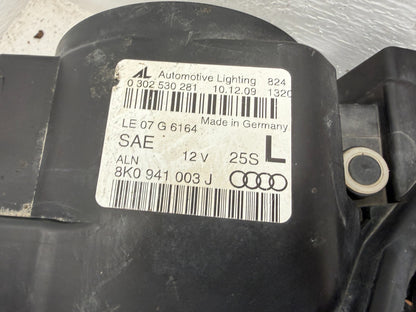 AL Automotive Lighting 824
0 302 530 281 10.12.09 1320
Made in Germany
LE 07 G 6164
SAE 12 V 25S L
ALN
8K0 941 003 J